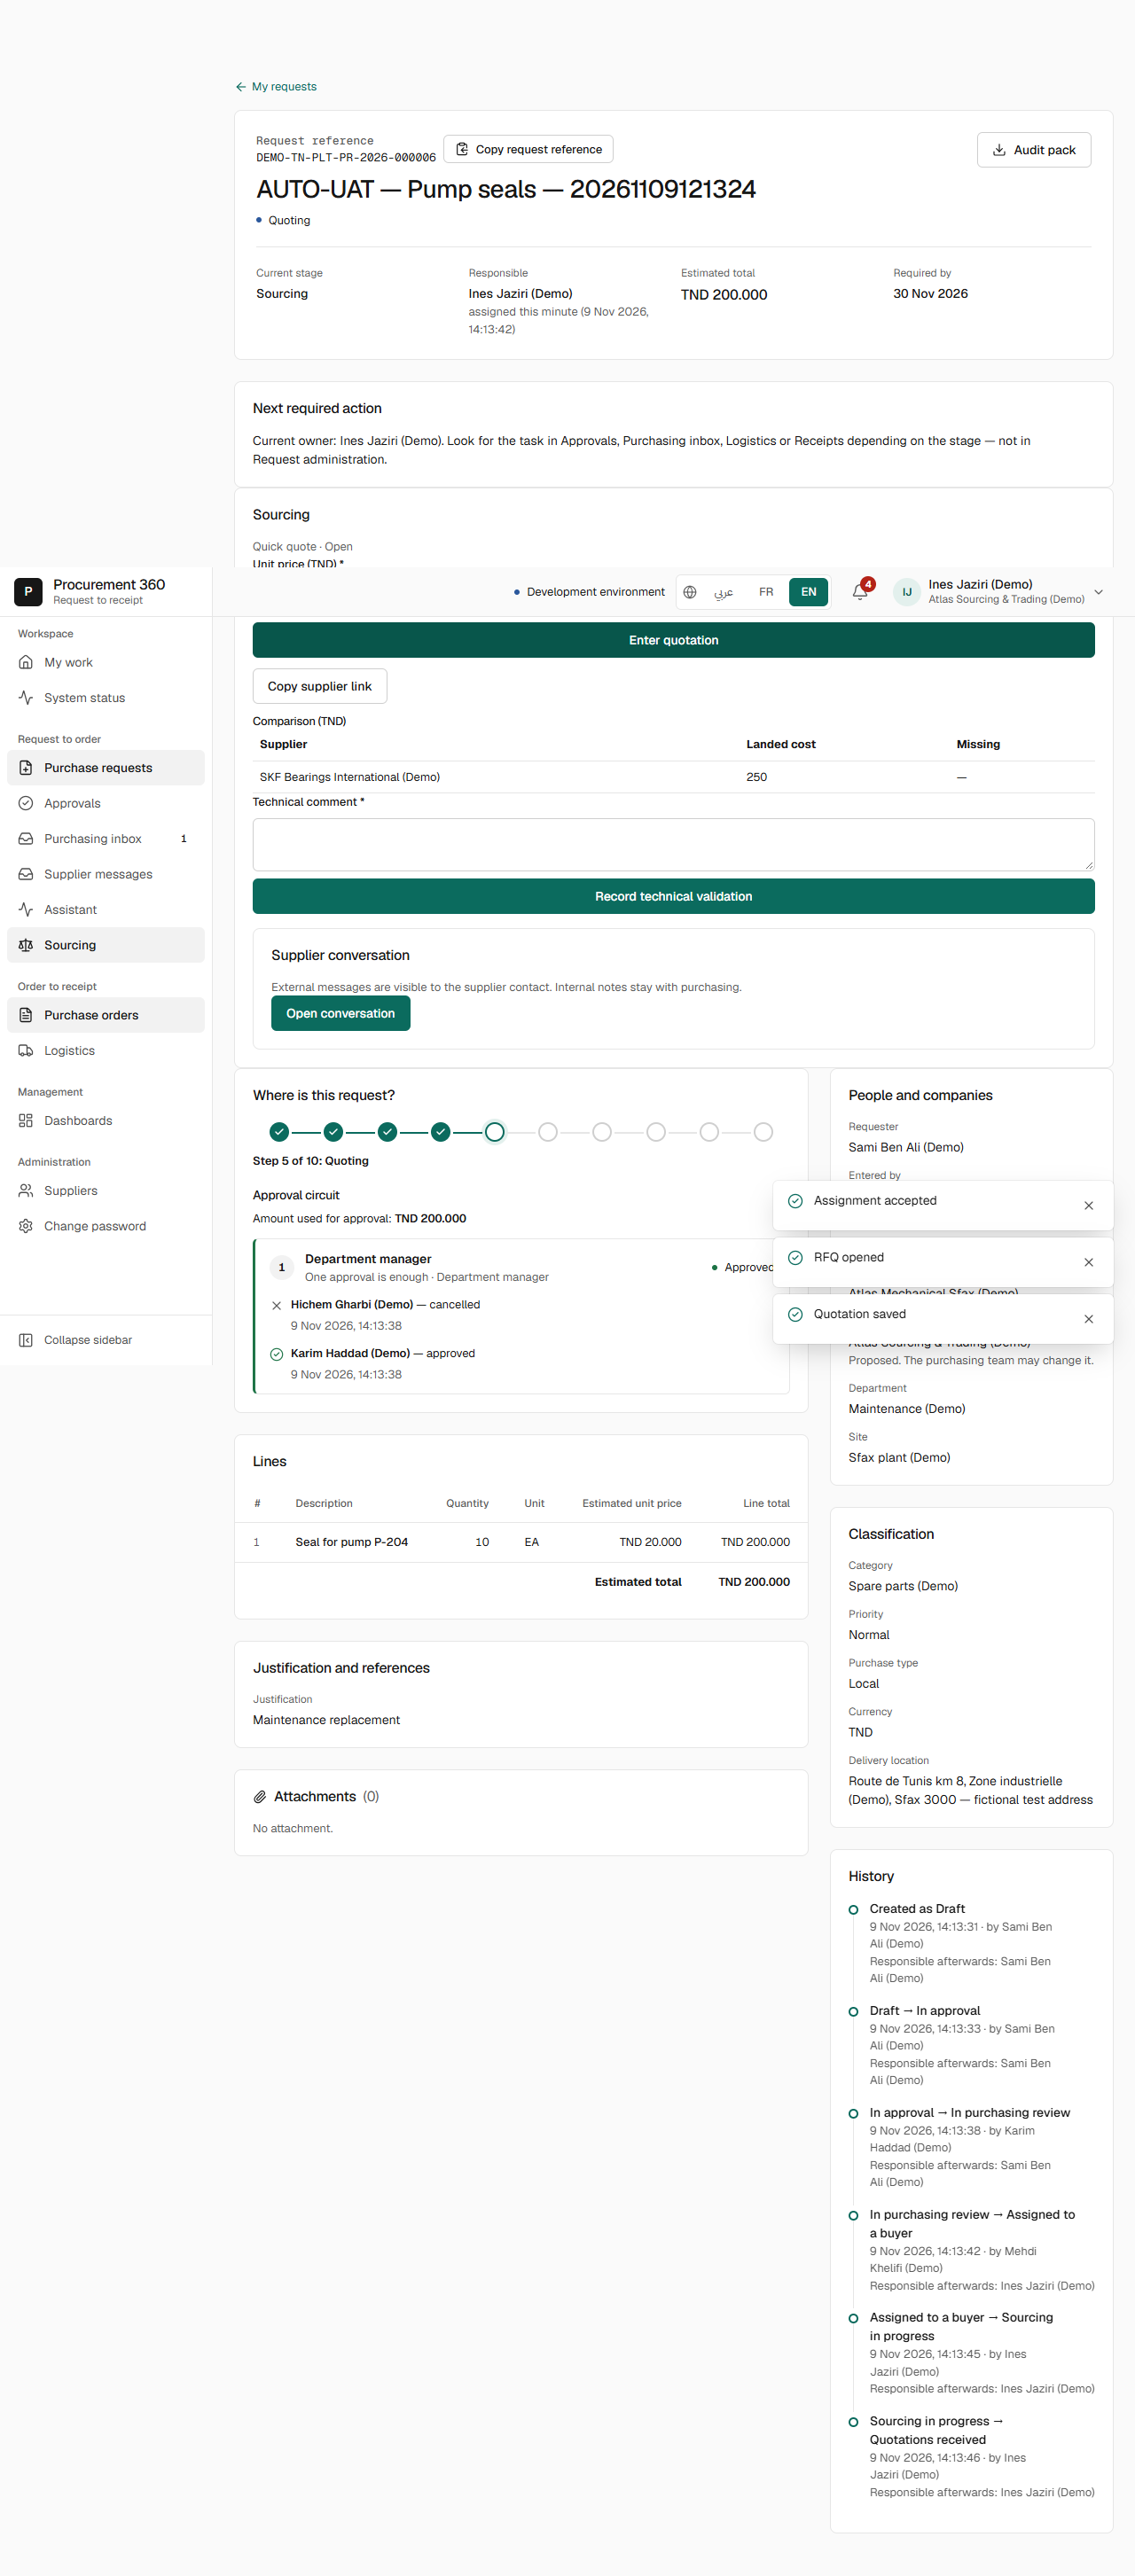 My requests
Request reference
DEMO-TN-PLT-PR-2026-000006
Copy request reference
Audit pack
AUTO-UAT — Pump seals — 20261109121324
Quoting
Current stage
Sourcing
Responsible
Ines Jaziri (Demo)
assigned this minute (9 Nov 2026,
14:13:42)
Estimated total
TND 200.000
Required by
30 Nov 2026
Next required action
Current owner: Ines Jaziri (Demo). Look for the task in Approvals, Purchasing inbox, Logistics or Receipts depending on the stage — not in
Request administration.
Sourcing
Quick quote · Open
Unit price (TND) *
P
Procurement 360
Request to receipt
Development environment
عربي
FR
EN
4
IJ
Ines Jaziri (Demo)
Atlas Sourcing & Trading (Demo)
Workspace
My work
System status
Request to order
Purchase requests
Approvals
Purchasing inbox
1
Supplier messages
Assistant
Sourcing
Order to receipt
Purchase orders
Logistics
Management
Dashboards
Administration
Suppliers
Change password
Collapse sidebar
Enter quotation
Copy supplier link
Comparison (TND)
Supplier Landed cost Missing
SKF Bearings International (Demo) 250 —
Technical comment *
Record technical validation
Supplier conversation
External messages are visible to the supplier contact. Internal notes stay with purchasing.
Open conversation
Where is this request?
Step 5 of 10: Quoting
Approval circuit
Amount used for approval: TND 200.000
1
Department manager
One approval is enough · Department manager
Approved
Hichem Gharbi (Demo) — cancelled
9 Nov 2026, 14:13:38
Karim Haddad (Demo) — approved
9 Nov 2026, 14:13:38
Lines
# Description Quantity Unit Estimated unit price Line total
1 Seal for pump P-204 10 EA TND 20.000 TND 200.000
Estimated total TND 200.000
Justification and references
Justification
Maintenance replacement
Attachments (0)
No attachment.
People and companies
Requester
Sami Ben Ali (Demo)
Entered by
Assignment accepted
RFQ opened
Atlas Mechanical Sfax (Demo)
Quotation saved
Atlas Sourcing & Trading (Demo)
Proposed. The purchasing team may change it.
Department
Maintenance (Demo)
Site
Sfax plant (Demo)
Classification
Category
Spare parts (Demo)
Priority
Normal
Purchase type
Local
Currency
TND
Delivery location
Route de Tunis km 8, Zone industrielle
(Demo), Sfax 3000 — fictional test address
History
Created as Draft
9 Nov 2026, 14:13:31 · by Sami Ben
Ali (Demo)
Responsible afterwards: Sami Ben
Ali (Demo)
Draft → In approval
9 Nov 2026, 14:13:33 · by Sami Ben
Ali (Demo)
Responsible afterwards: Sami Ben
Ali (Demo)
In approval → In purchasing review
9 Nov 2026, 14:13:38 · by Karim
Haddad (Demo)
Responsible afterwards: Sami Ben
Ali (Demo)
In purchasing review → Assigned to
a buyer
9 Nov 2026, 14:13:42 · by Mehdi
Khelifi (Demo)
Responsible afterwards: Ines Jaziri (Demo)
Assigned to a buyer → Sourcing
in progress
9 Nov 2026, 14:13:45 · by Ines
Jaziri (Demo)
Responsible afterwards: Ines Jaziri (Demo)
Sourcing in progress →
Quotations received
9 Nov 2026, 14:13:46 · by Ines
Jaziri (Demo)
Responsible afterwards: Ines Jaziri (Demo)